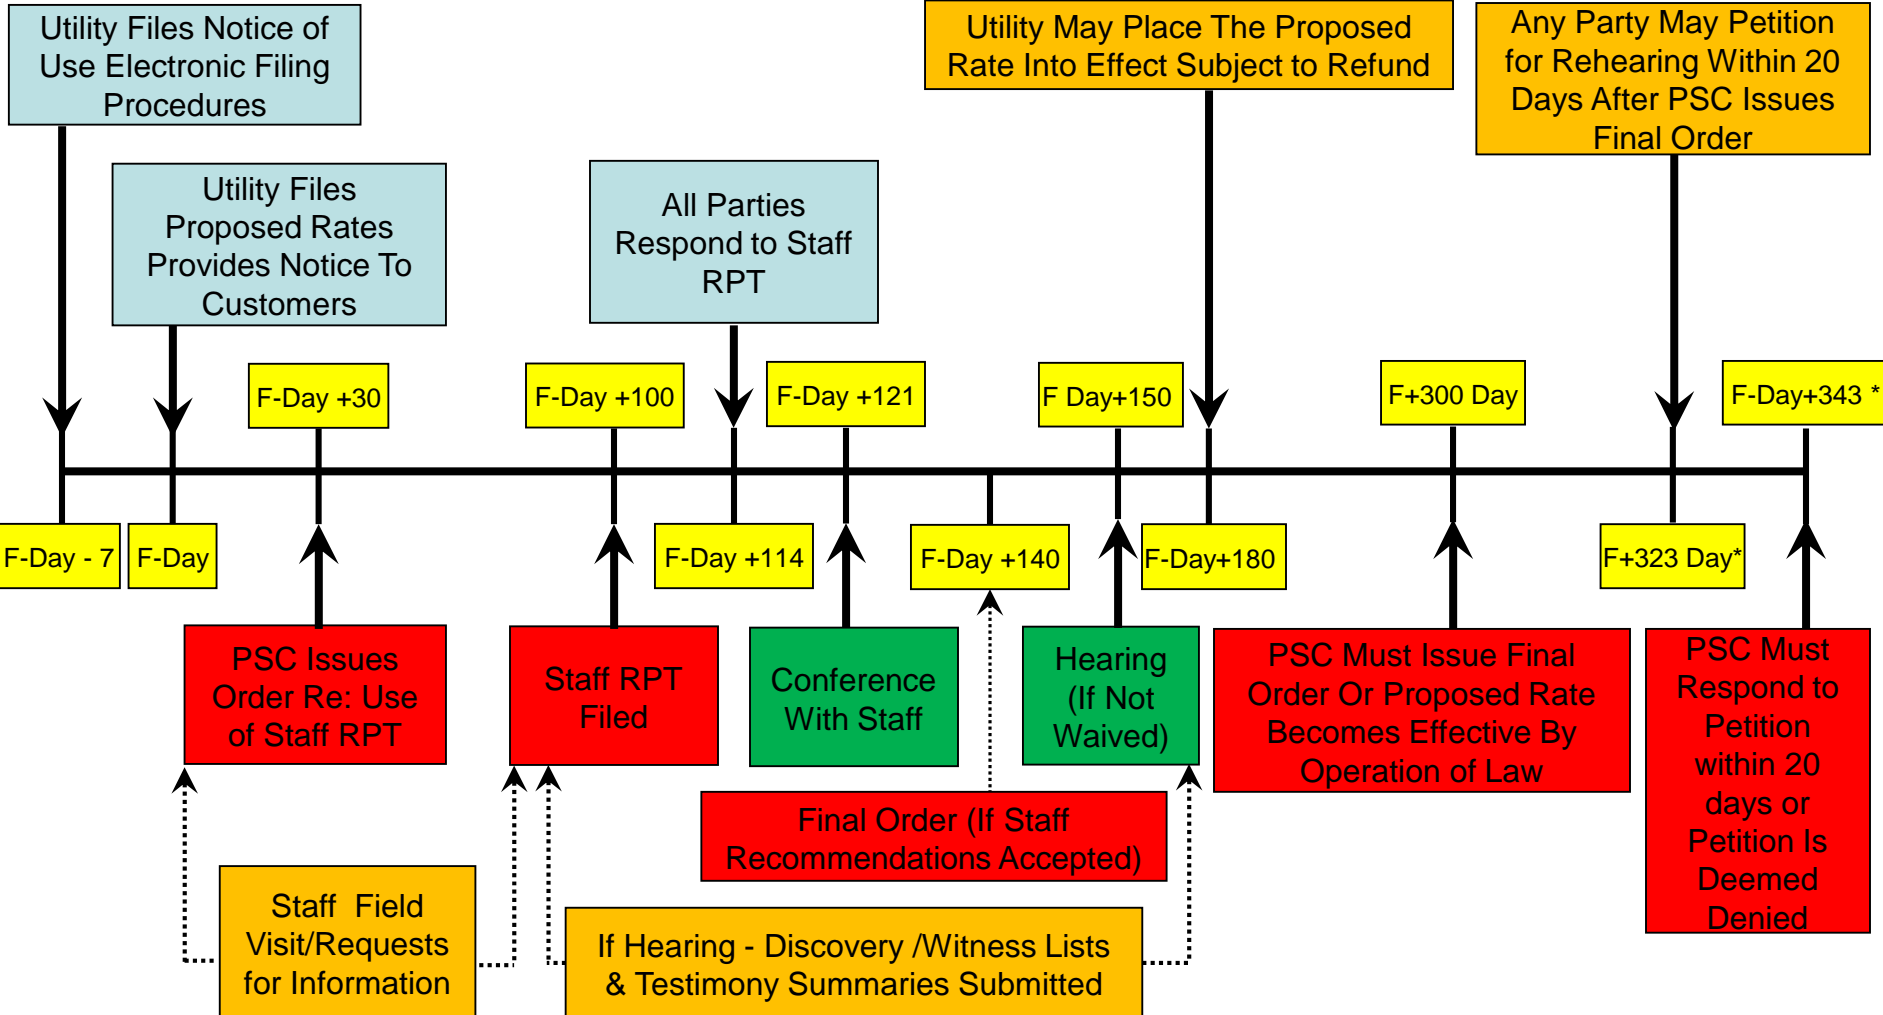 Utility Files Notice of
Use Electronic Filing
Procedures
Utility May Place The Proposed
Rate Into Effect Subject to Refund
Any Party May Petition
for Rehearing Within 20
Days After PSC Issues
Final Order
Utility Files
Proposed Rates
Provides Notice To
Customers
All Parties
Respond to Staff
RPT
F-Day +30
F-Day +100
F-Day +121
F Day+150
F+300 Day
F-Day+343 *
F-Day - 7
F-Day
F-Day +114
F-Day +140
F-Day+180
F+323 Day*
PSC Issues
Order Re: Use
of Staff RPT
Staff RPT
Filed
Conference
With Staff
Hearing
(If Not
Waived)
PSC Must Issue Final
Order Or Proposed Rate
Becomes Effective By
Operation of Law
PSC Must
Respond to
Petition
within 20
days or
Petition Is
Deemed
Denied
Final Order (If Staff
Recommendations Accepted)
Staff Field
Visit/Requests
for Information
If Hearing - Discovery /Witness Lists
& Testimony Summaries Submitted